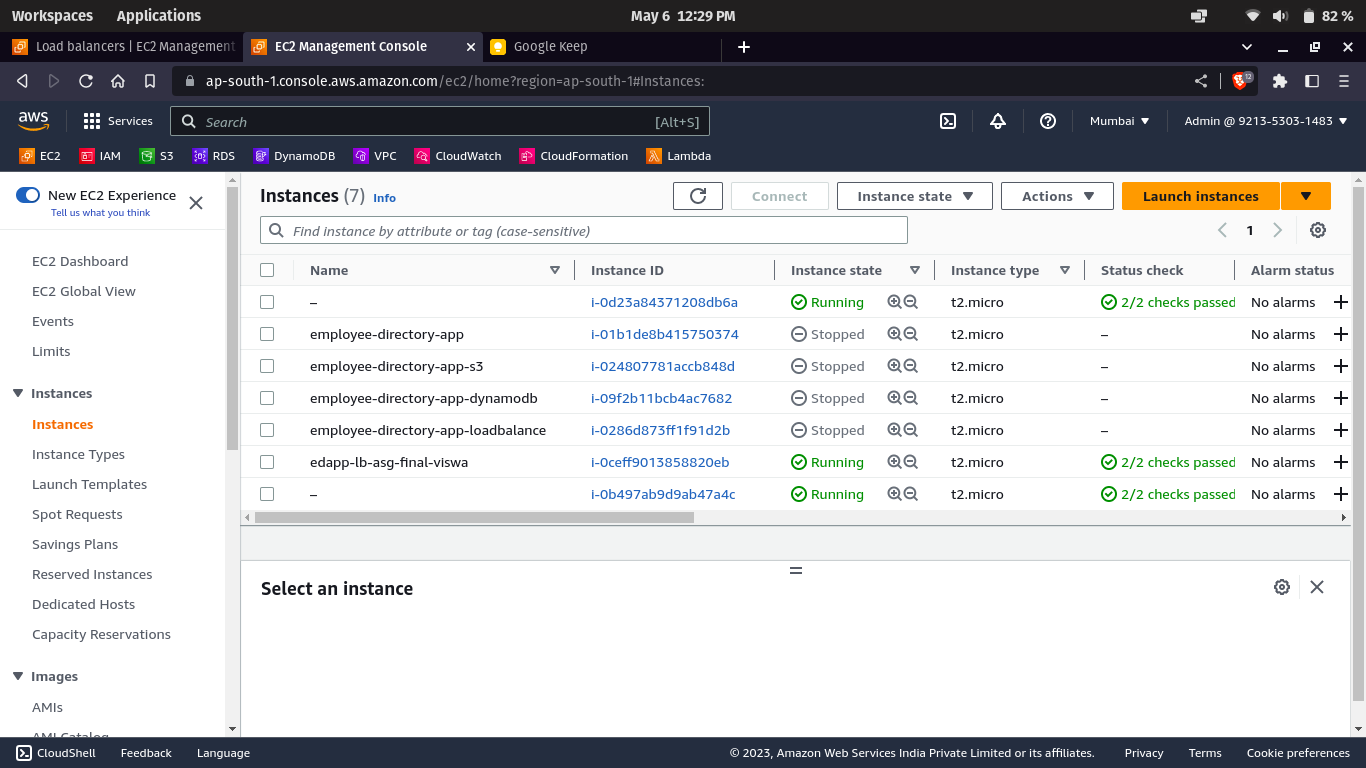 Workspaces Applications May 6 12:29 PM 82 %
Load balancers | EC2 Management EC2 Management Console Google Keep
ap-south-1.console.aws.amazon.com/ec2/home?region=ap-south-1#Instances: 12
aws Services Search [Alt+S] Mumbai Admin @ 9213-5303-1483
EC2 IAM S3 RDS DynamoDB VPC CloudWatch CloudFormation Lambda
New EC2 Experience
Tell us what you think
EC2 Dashboard
EC2 Global View
Events
Limits
Instances
Instances
Instance Types
Launch Templates
Spot Requests
Savings Plans
Reserved Instances
Dedicated Hosts
Capacity Reservations
Images
AMIs
AMI Catalog
Instances (7) Info Connect Instance state Actions Launch instances
Find instance by attribute or tag (case-sensitive) 1
Name Instance ID Instance state Instance type Status check Alarm status
– i-0d23a84371208db6a Running t2.micro 2/2 checks passed No alarms
employee-directory-app i-01b1de8b415750374 Stopped t2.micro – No alarms
employee-directory-app-s3 i-024807781accb848d Stopped t2.micro – No alarms
employee-directory-app-dynamodb i-09f2b11bcb4ac7682 Stopped t2.micro – No alarms
employee-directory-app-loadbalance i-0286d873ff1f91d2b Stopped t2.micro – No alarms
edapp-lb-asg-final-viswa i-0ceff9013858820eb Running t2.micro 2/2 checks passed No alarms
– i-0b497ab9d9ab47a4c Running t2.micro 2/2 checks passed No alarms
Select an instance
CloudShell Feedback Language © 2023, Amazon Web Services India Private Limited or its affiliates. Privacy Terms Cookie preferences